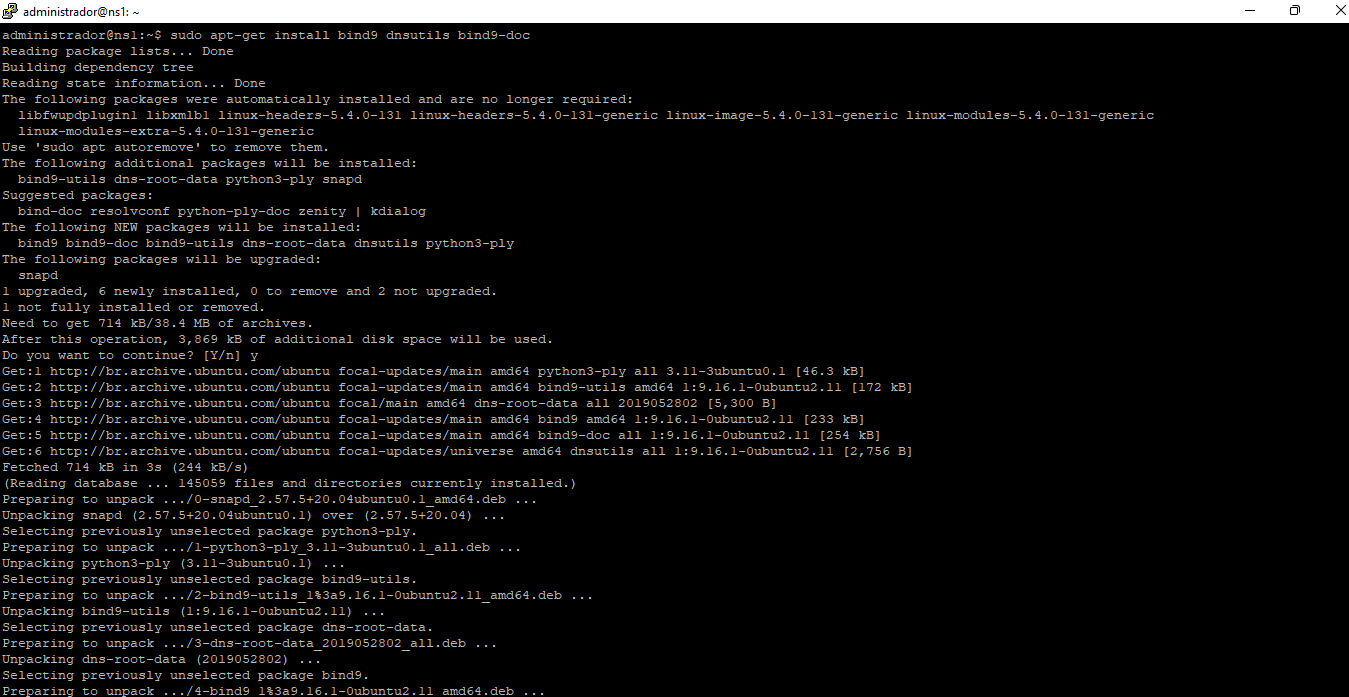 administrador@ns1: ~
administrador@ns1:~$ sudo apt-get install bind9 dnsutils bind9-doc
Reading package lists... Done
Building dependency tree
Reading state information... Done
The following packages were automatically installed and are no longer required:
  libfwupdplugin1 libxmlb1 linux-headers-5.4.0-131 linux-headers-5.4.0-131-generic linux-image-5.4.0-131-generic linux-modules-5.4.0-131-generic
  linux-modules-extra-5.4.0-131-generic
Use 'sudo apt autoremove' to remove them.
The following additional packages will be installed:
  bind9-utils dns-root-data python3-ply snapd
Suggested packages:
  bind-doc resolvconf python-ply-doc zenity | kdialog
The following NEW packages will be installed:
  bind9 bind9-doc bind9-utils dns-root-data dnsutils python3-ply
The following packages will be upgraded:
  snapd
1 upgraded, 6 newly installed, 0 to remove and 2 not upgraded.
1 not fully installed or removed.
Need to get 714 kB/38.4 MB of archives.
After this operation, 3,869 kB of additional disk space will be used.
Do you want to continue? [Y/n] y
Get:1 http://br.archive.ubuntu.com/ubuntu focal-updates/main amd64 python3-ply all 3.11-3ubuntu0.1 [46.3 kB]
Get:2 http://br.archive.ubuntu.com/ubuntu focal-updates/main amd64 bind9-utils amd64 1:9.16.1-0ubuntu2.11 [172 kB]
Get:3 http://br.archive.ubuntu.com/ubuntu focal/main amd64 dns-root-data all 2019052802 [5,300 B]
Get:4 http://br.archive.ubuntu.com/ubuntu focal-updates/main amd64 bind9 amd64 1:9.16.1-0ubuntu2.11 [233 kB]
Get:5 http://br.archive.ubuntu.com/ubuntu focal-updates/main amd64 bind9-doc all 1:9.16.1-0ubuntu2.11 [254 kB]
Get:6 http://br.archive.ubuntu.com/ubuntu focal-updates/universe amd64 dnsutils all 1:9.16.1-0ubuntu2.11 [2,756 B]
Fetched 714 kB in 3s (244 kB/s)
(Reading database ... 145059 files and directories currently installed.)
Preparing to unpack .../0-snapd_2.57.5+20.04ubuntu0.1_amd64.deb ...
Unpacking snapd (2.57.5+20.04ubuntu0.1) over (2.57.5+20.04) ...
Selecting previously unselected package python3-ply.
Preparing to unpack .../1-python3-ply_3.11-3ubuntu0.1_all.deb ...
Unpacking python3-ply (3.11-3ubuntu0.1) ...
Selecting previously unselected package bind9-utils.
Preparing to unpack .../2-bind9-utils_1%3a9.16.1-0ubuntu2.11_amd64.deb ...
Unpacking bind9-utils (1:9.16.1-0ubuntu2.11) ...
Selecting previously unselected package dns-root-data.
Preparing to unpack .../3-dns-root-data_2019052802_all.deb ...
Unpacking dns-root-data (2019052802) ...
Selecting previously unselected package bind9.
Preparing to unpack .../4-bind9_1%3a9.16.1-0ubuntu2.11_amd64.deb ...